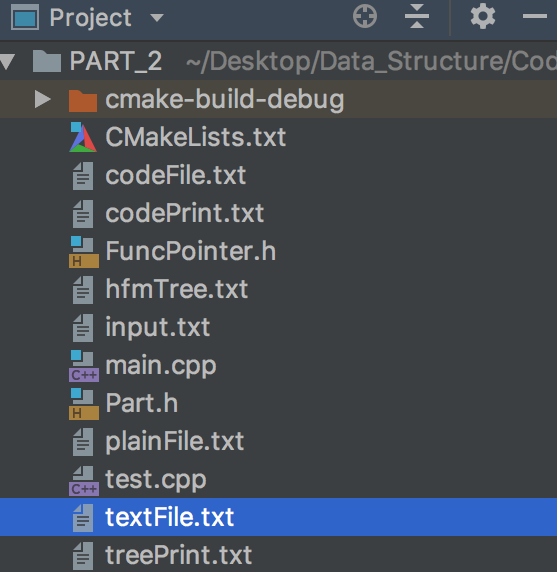 Project
PART_2 ~/Desktop/Data_Structure/Cod
cmake-build-debug
CMakeLists.txt
codeFile.txt
codePrint.txt
H FuncPointer.h
hfmTree.txt
input.txt
C++ main.cpp
H Part.h
plainFile.txt
C++ test.cpp
textFile.txt
treePrint.txt